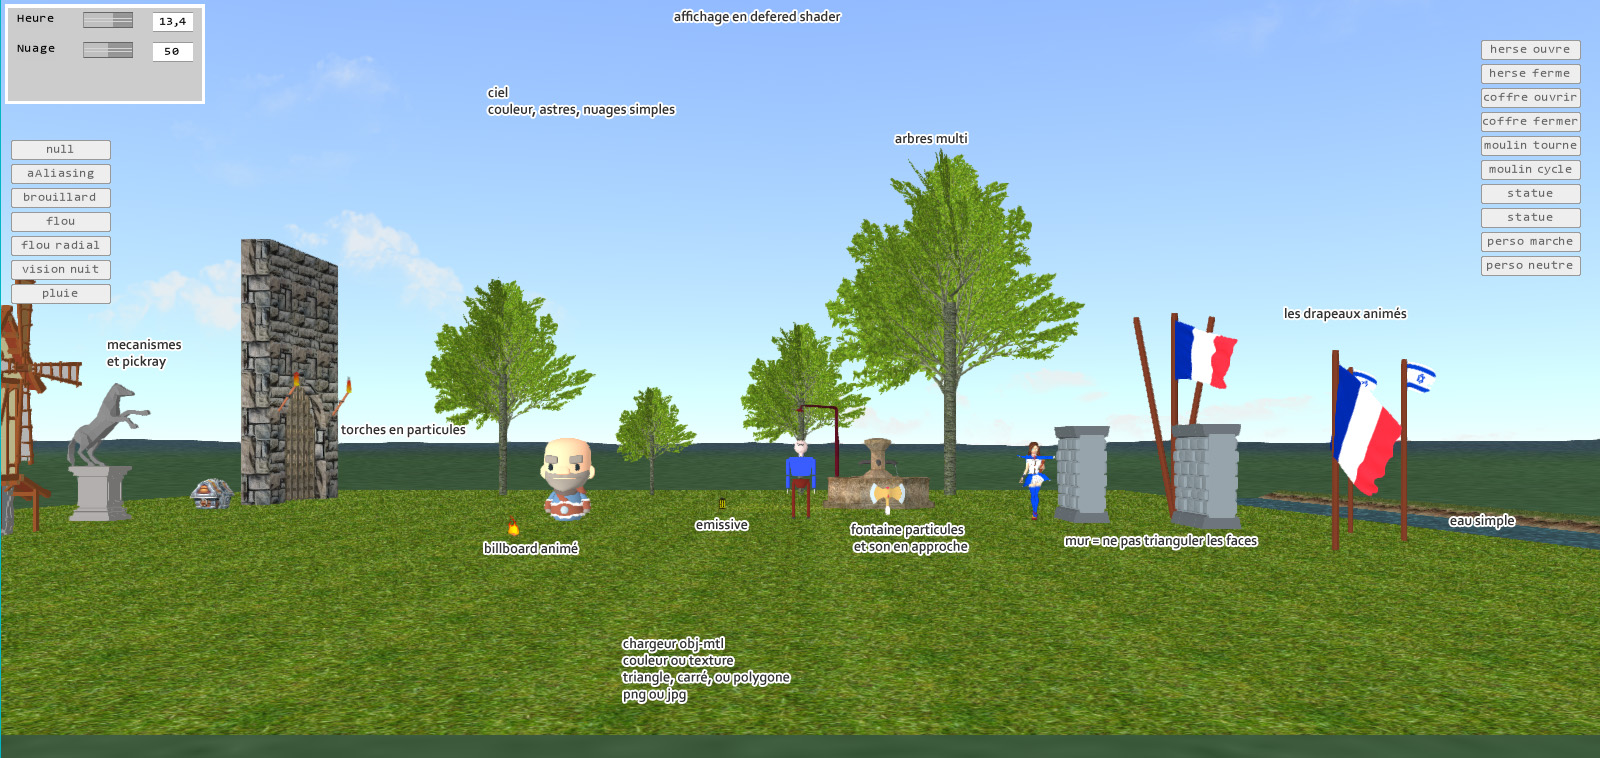 Heure
13,4
Nuage
50
affichage en defered shader
ciel
couleur, astres, nuages simples
arbres multi
null
aAliasing
brouillard
flou
flou radial
vision nuit
pluie
herse ouvre
herse ferme
coffre ouvrir
coffre fermer
moulin tourne
moulin cycle
statue
statue
perso marche
perso neutre
mecanismes
et pickray
torches en particules
les drapeaux animés
billboard animé
emissive
fontaine particules
et son en approche
mur = ne pas trianguler les faces
eau simple
chargeur obj-mtl
couleur ou texture
triangle, carré, ou polygone
png ou jpg